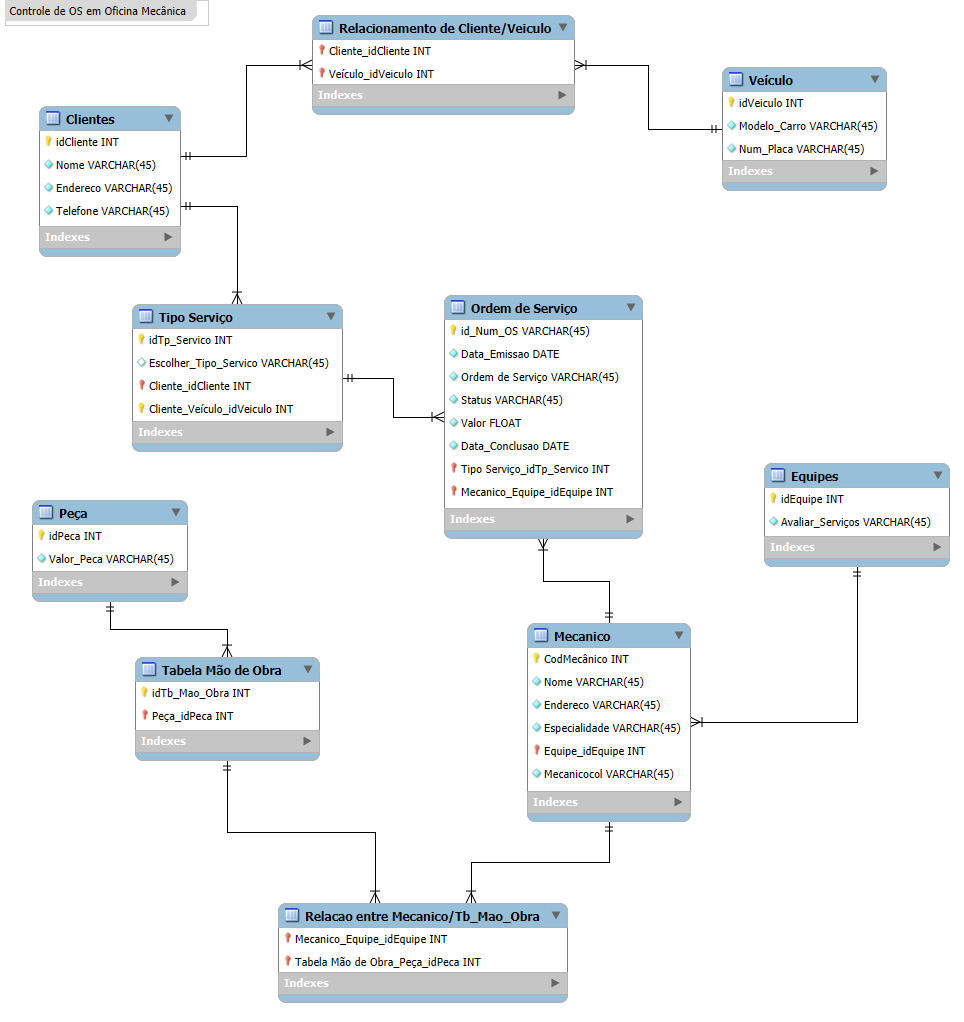 Controle de OS em Oficina Mecânica
Relacionamento de Cliente/Veiculo
Cliente_idCliente INT
Veículo_idVeiculo INT
Indexes
Veículo
idVeiculo INT
Modelo_Carro VARCHAR(45)
Num_Placa VARCHAR(45)
Indexes
Clientes
idCliente INT
Nome VARCHAR(45)
Endereco VARCHAR(45)
Telefone VARCHAR(45)
Indexes
Tipo Serviço
idTp_Servico INT
Escolher_Tipo_Servico VARCHAR(45)
Cliente_idCliente INT
Cliente_Veículo_idVeiculo INT
Indexes
Ordem de Serviço
id_Num_OS VARCHAR(45)
Data_Emissao DATE
Ordem de Serviço VARCHAR(45)
Status VARCHAR(45)
Valor FLOAT
Data_Conclusao DATE
Tipo Serviço_idTp_Servico INT
Mecanico_Equipe_idEquipe INT
Indexes
Equipes
idEquipe INT
Avaliar_Serviços VARCHAR(45)
Indexes
Peça
idPeca INT
Valor_Peca VARCHAR(45)
Indexes
Mecanico
CodMecânico INT
Nome VARCHAR(45)
Endereco VARCHAR(45)
Especialidade VARCHAR(45)
Equipe_idEquipe INT
Mecanicocol VARCHAR(45)
Indexes
Tabela Mão de Obra
idTb_Mao_Obra INT
Peça_idPeca INT
Indexes
Relacao entre Mecanico/Tb_Mao_Obra
Mecanico_Equipe_idEquipe INT
Tabela Mão de Obra_Peça_idPeca INT
Indexes